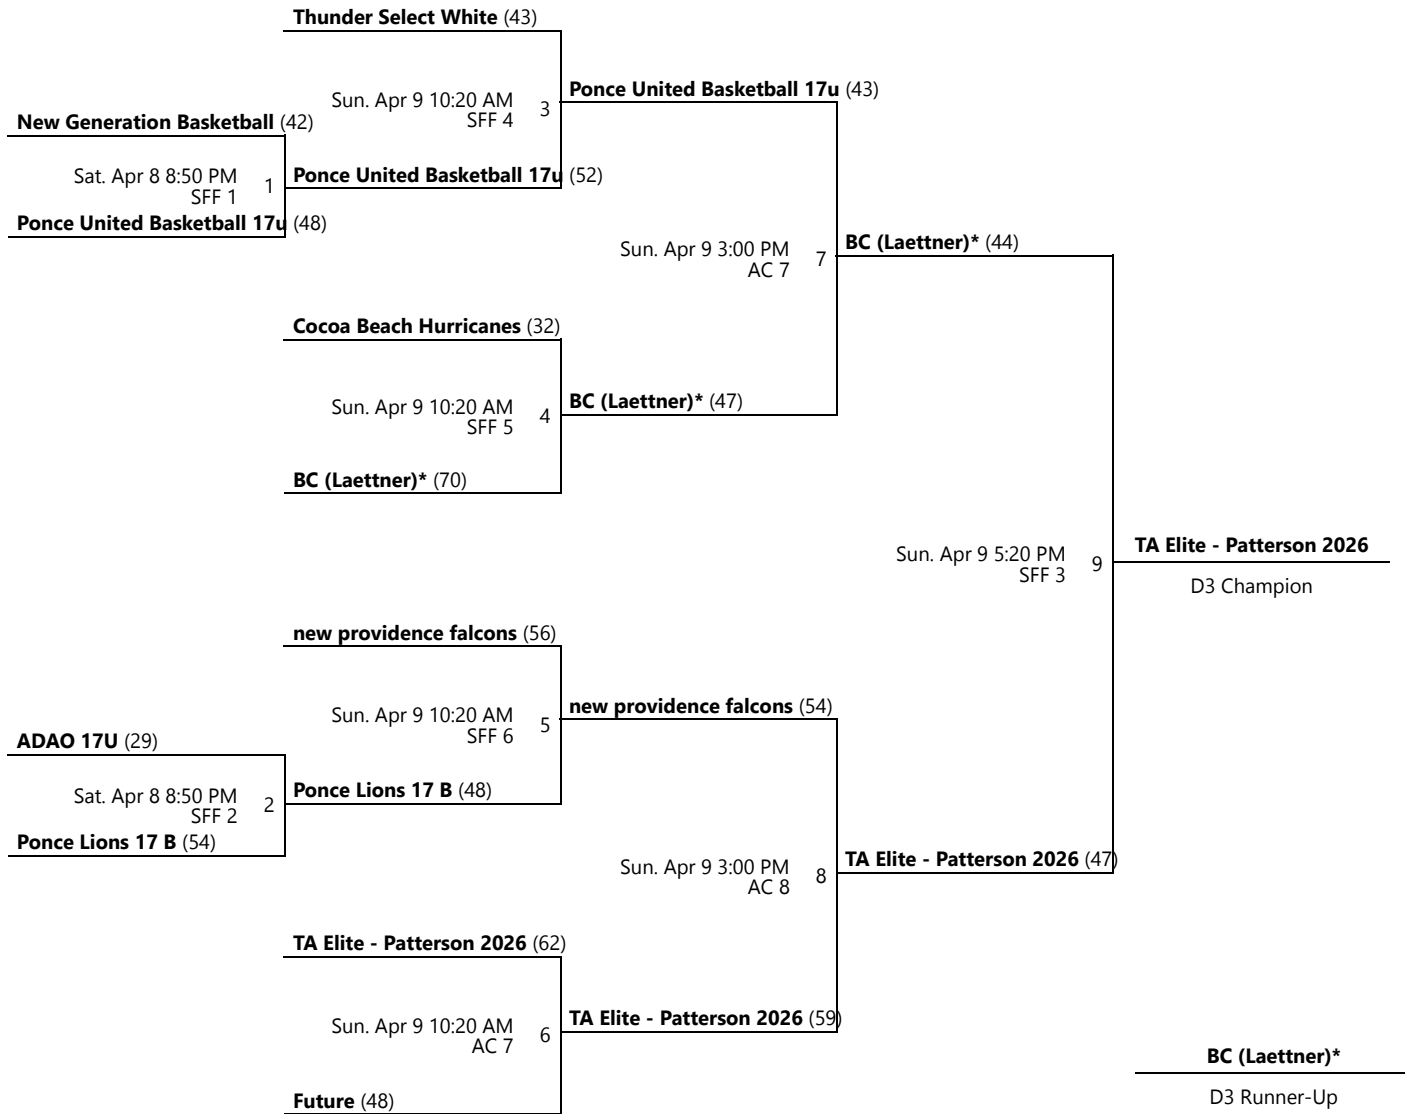 Thunder Select White (43)
Sun. Apr 9 10:20 AM
SFF 4
3
Ponce United Basketball 17u (43)
New Generation Basketball (42)
Sat. Apr 8 8:50 PM
SFF 1
1
Ponce United Basketball 17u (52)
Ponce United Basketball 17u (48)
Sun. Apr 9 3:00 PM
AC 7
7
BC (Laettner)* (44)
Cocoa Beach Hurricanes (32)
Sun. Apr 9 10:20 AM
SFF 5
4
BC (Laettner)* (47)
BC (Laettner)* (70)
Sun. Apr 9 5:20 PM
SFF 3
9
TA Elite - Patterson 2026
D3 Champion
new providence falcons (56)
Sun. Apr 9 10:20 AM
SFF 6
5
new providence falcons (54)
ADAO 17U (29)
Sat. Apr 8 8:50 PM
SFF 2
2
Ponce Lions 17 B (48)
Ponce Lions 17 B (54)
Sun. Apr 9 3:00 PM
AC 8
8
TA Elite - Patterson 2026 (47)
TA Elite - Patterson 2026 (62)
Sun. Apr 9 10:20 AM
AC 7
6
TA Elite - Patterson 2026 (59)
Future (48)
BC (Laettner)*
D3 Runner-Up